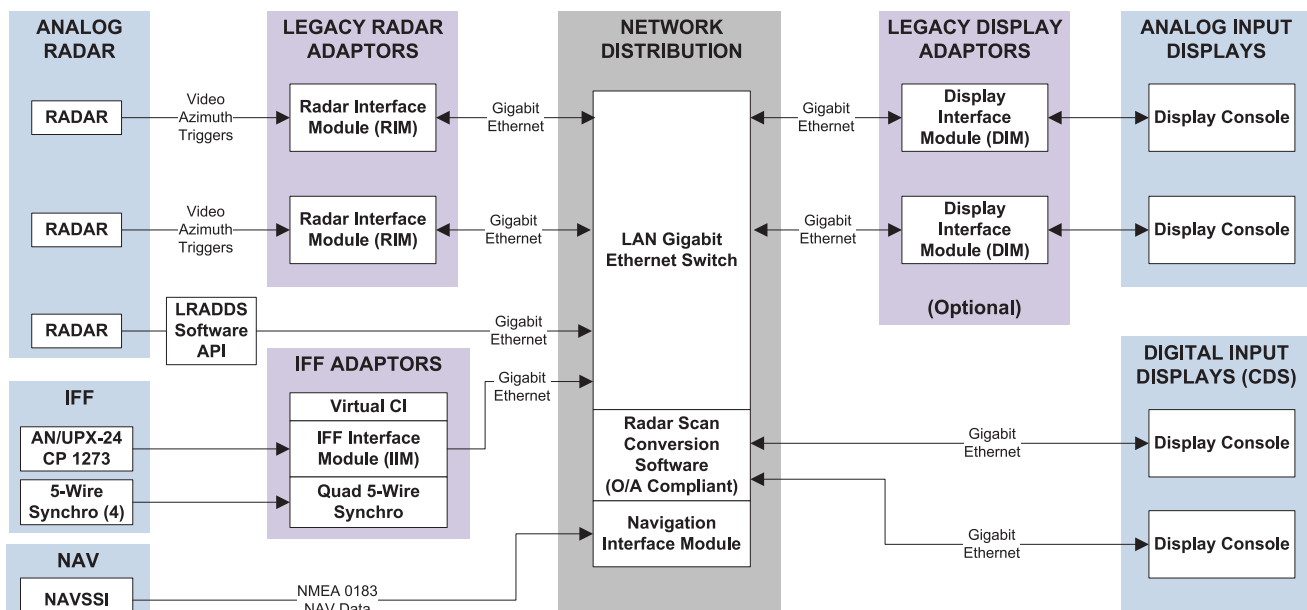 ANALOG
RADAR
LEGACY RADAR
ADAPTORS
NETWORK
DISTRIBUTION
LEGACY DISPLAY
ADAPTORS
ANALOG INPUT
DISPLAYS
RADAR
Video
Azimuth
Triggers
Radar Interface
Module (RIM)
Gigabit
Ethernet
Gigabit
Ethernet
Display
Interface
Module (DIM)
Display Console
RADAR
Video
Azimuth
Triggers
Radar Interface
Module (RIM)
Gigabit
Ethernet
LAN Gigabit
Ethernet Switch
Gigabit
Ethernet
Display
Interface
Module (DIM)
Display Console
(Optional)
RADAR
LRADDS
Software
API
Gigabit
Ethernet
IFF ADAPTORS
Gigabit
Ethernet
DIGITAL INPUT
DISPLAYS (CDS)
IFF
Virtual CI
AN/UPX-24
CP 1273
IFF Interface
Module (IIM)
Radar Scan
Conversion
Software
(O/A Compliant)
Gigabit
Ethernet
Display Console
5-Wire
Synchro (4)
Quad 5-Wire
Synchro
Navigation
Interface Module
Gigabit
Ethernet
Display Console
NAV
NAVSSI
NMEA 0183
NAV Data